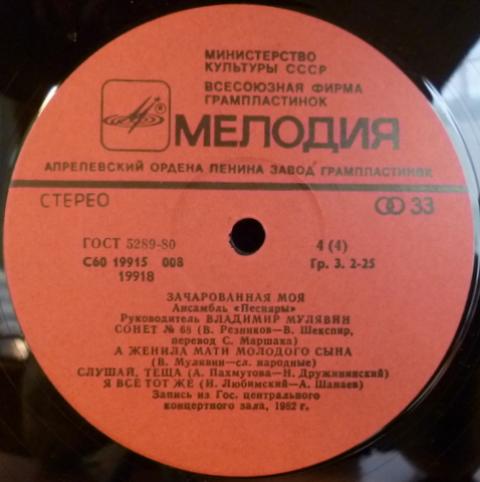 МИНИСТЕРСТВО
КУЛЬТУРЫ СССР
ВСЕСОЮЗНАЯ ФИРМА
ГРАМПЛАСТИНОК
МЕЛОДИЯ
АПРЕЛЕВСКИЙ ОРДЕНА ЛЕНИНА ЗАВОД ГРАМПЛАСТИНОК
СТЕРЕО
33
ГОСТ 5289-80
4 (4)
С60 19915 008
Гр. 3. 2-25
19918
ЗАЧАРОВАННАЯ МОЯ
Ансамбль «Песняры»
Руководитель ВЛАДИМИР МУЛЯВИН
СОНЕТ № 68 (В. Резников—В. Шекспир,
перевод С. Маршака)
А ЖЕНИЛА МАТИ МОЛОДОГО СЫНА
(В. Мулявин—сл. народные)
СЛУШАЙ, ТЕЩА (А. Пахмутова—Н. Дружининский)
Я ВСЁ ТОТ ЖЕ (И. Любимский—А. Шанаев)
Запись из Гос. центрального
концертного зала, 1982 г.